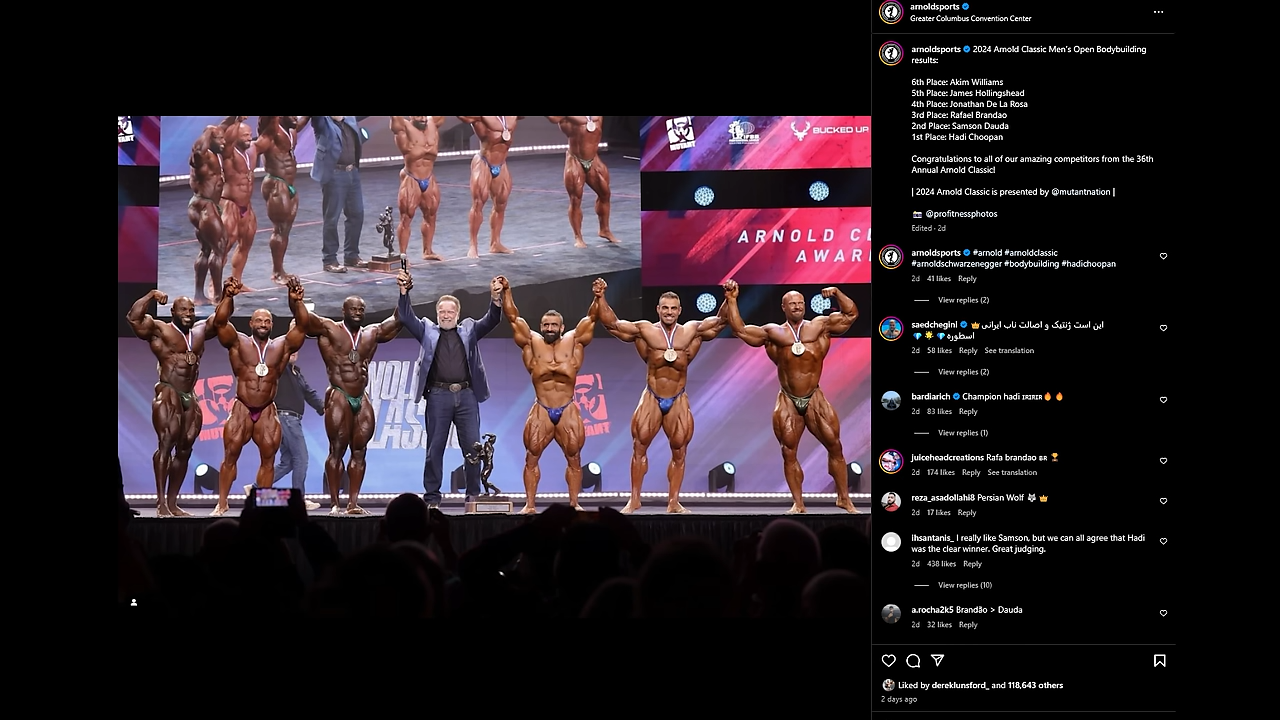 MUTANT
BUCKED UP
ARNOLD CL
AWAR
MUT
NOLD
LAS
LASSIC
ANT
arnoldsports
Greater Columbus Convention Center
arnoldsports 2024 Arnold Classic Men's Open Bodybuilding
results:
6th Place: Akim Williams
5th Place: James Hollingshead
4th Place: Jonathan De La Rosa
3rd Place: Rafael Brandao
2nd Place: Samson Dauda
1st Place: Hadi Choopan
Congratulations to all of our amazing competitors from the 36th
Annual Arnold Classic!
| 2024 Arnold Classic is presented by @mutantnation |
📷 @profitnessphotos
Edited · 2d
arnoldsports #arnold #arnoldclassic
#arnoldschwarzenegger #bodybuilding #hadichoopan
2d 41 likes Reply
View replies (2)
saedchegini 👑 این است ژنتیک و اصالت ناب ایرانی
اسطوره 💎 🌟 💎
2d 58 likes Reply See translation
View replies (2)
bardiarich Champion hadi IRIRIR🔥 🔥
2d 83 likes Reply
View replies (1)
juiceheadcreations Rafa brandao BR 🏆
2d 174 likes Reply See translation
reza_asadollahi8 Persian Wolf 🐺 👑
2d 17 likes Reply
ihsantanis_ I really like Samson, but we can all agree that Hadi
was the clear winner. Great judging.
2d 438 likes Reply
View replies (10)
a.rocha2k5 Brandão > Dauda
2d 32 likes Reply
Liked by dereklunsford_ and 118,643 others
2 days ago